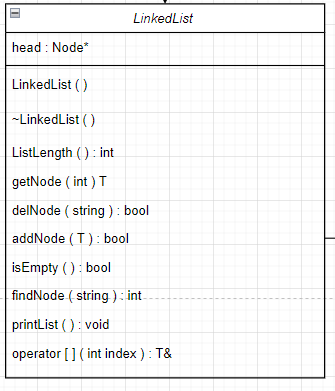 LinkedList
head : Node*
LinkedList ( )
~LinkedList ( )
ListLength ( ) : int
getNode ( int ) T
delNode ( string ) : bool
addNode ( T ) : bool
isEmpty ( ) : bool
findNode ( string ) : int
printList ( ) : void
operator [ ] ( int index ) : T&